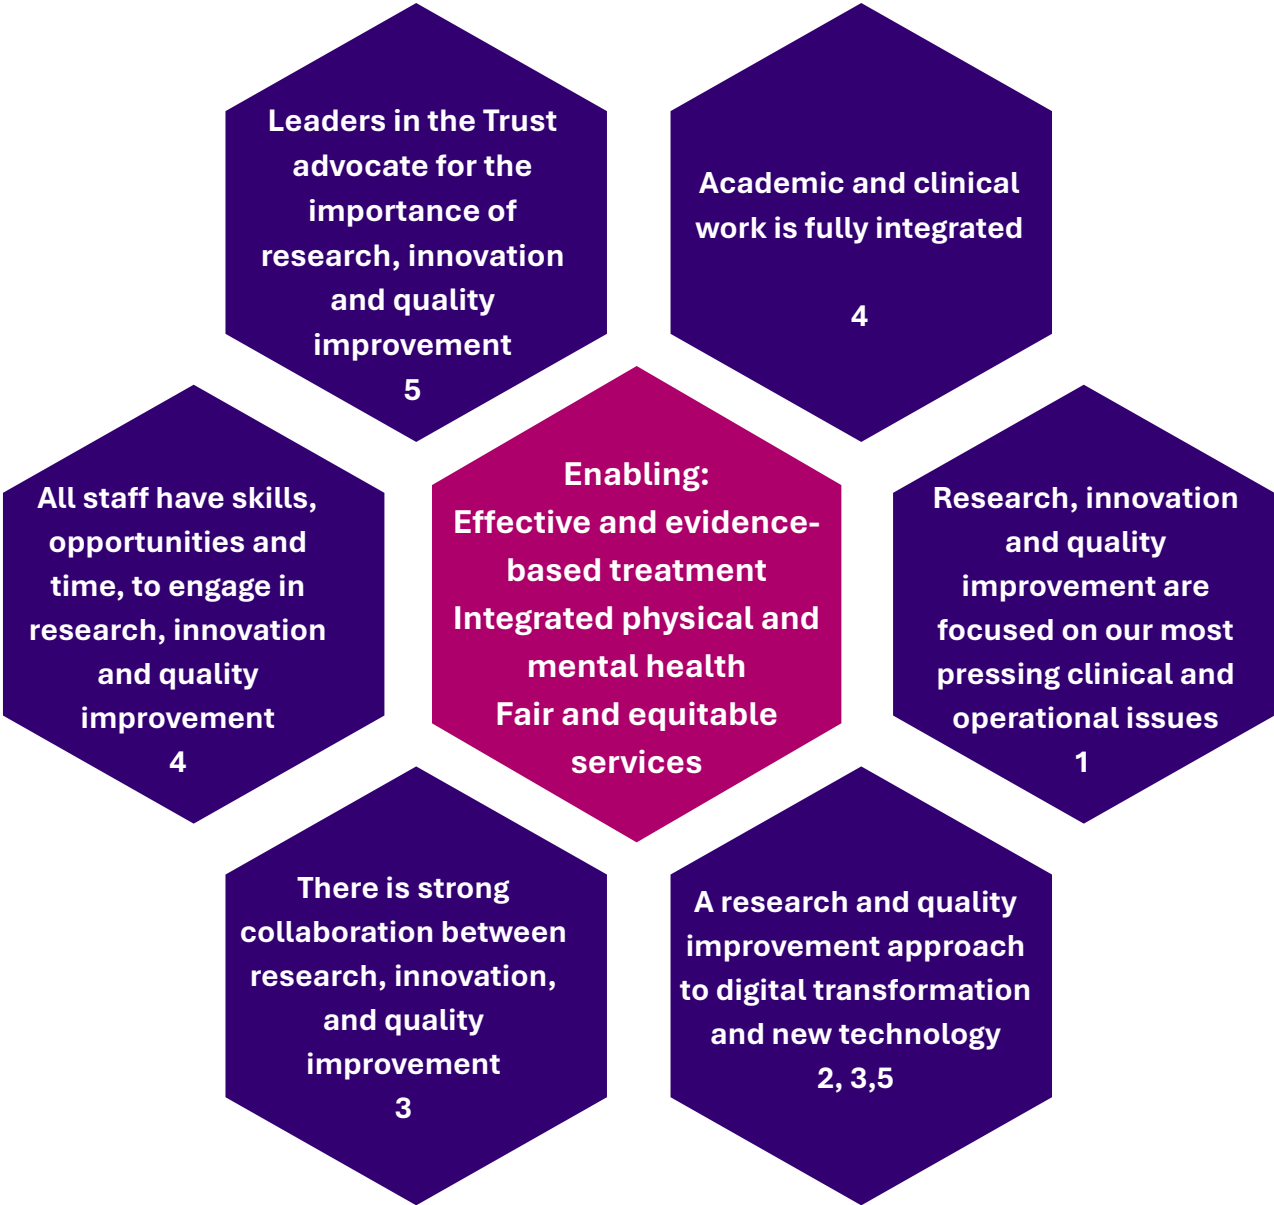 Leaders in the Trust
advocate for the
importance of
research, innovation
and quality
improvement
5
Academic and clinical
work is fully integrated
4
All staff have skills,
opportunities and
time, to engage in
research, innovation
and quality
improvement
4
Enabling:
Effective and evidence-
based treatment
Integrated physical and
mental health
Fair and equitable
services
Research, innovation
and quality
improvement are
focused on our most
pressing clinical and
operational issues
1
There is strong
collaboration between
research, innovation,
and quality
improvement
3
A research and quality
improvement approach
to digital transformation
and new technology
2, 3,5